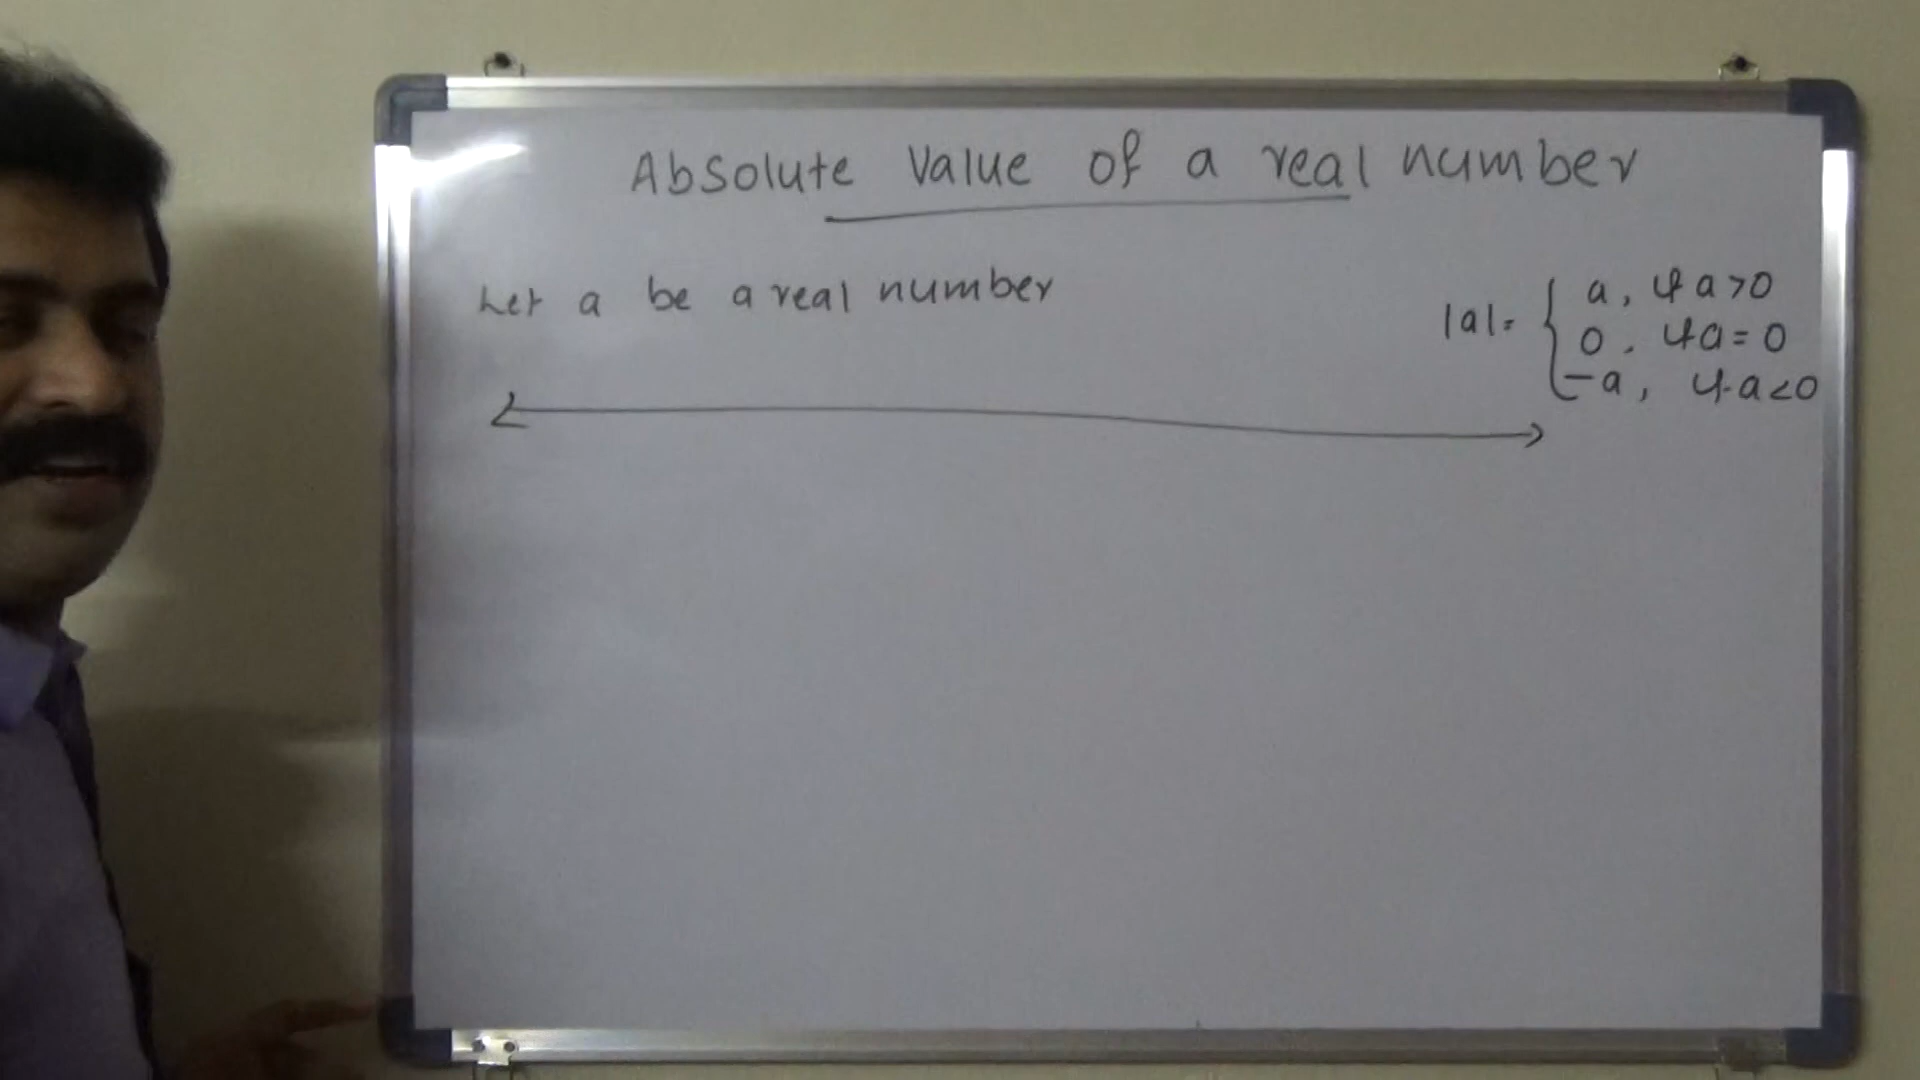 Absolute Value of a real number
Let a be a real number
|a| = { a, if a > 0
0, if a = 0
-a, if a < 0